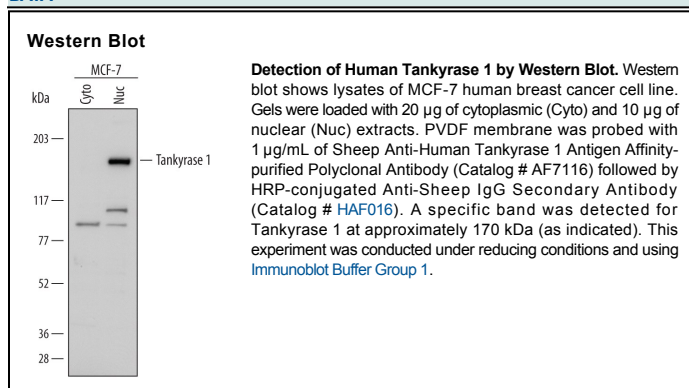 Western Blot
MCF-7
kDa
Cyto
Nuc
203
Tankyrase 1
117
77
52
36
28
Detection of Human Tankyrase 1 by Western Blot. Western
blot shows lysates of MCF-7 human breast cancer cell line.
Gels were loaded with 20 µg of cytoplasmic (Cyto) and 10 µg of
nuclear (Nuc) extracts. PVDF membrane was probed with
1 µg/mL of Sheep Anti-Human Tankyrase 1 Antigen Affinity-
purified Polyclonal Antibody (Catalog # AF7116) followed by
HRP-conjugated Anti-Sheep IgG Secondary Antibody
(Catalog # HAF016). A specific band was detected for
Tankyrase 1 at approximately 170 kDa (as indicated). This
experiment was conducted under reducing conditions and using
Immunoblot Buffer Group 1.